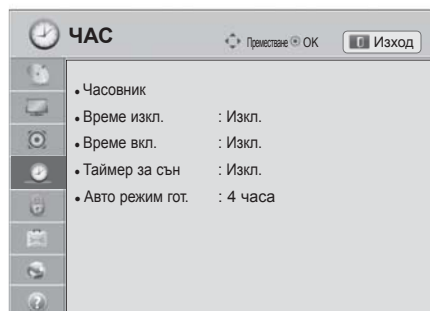 ЧАС Преместване OK Изход
• Часовник
• Време изкл. : Изкл.
• Време вкл. : Изкл.
• Таймер за сън : Изкл.
• Авто режим гот. : 4 часа